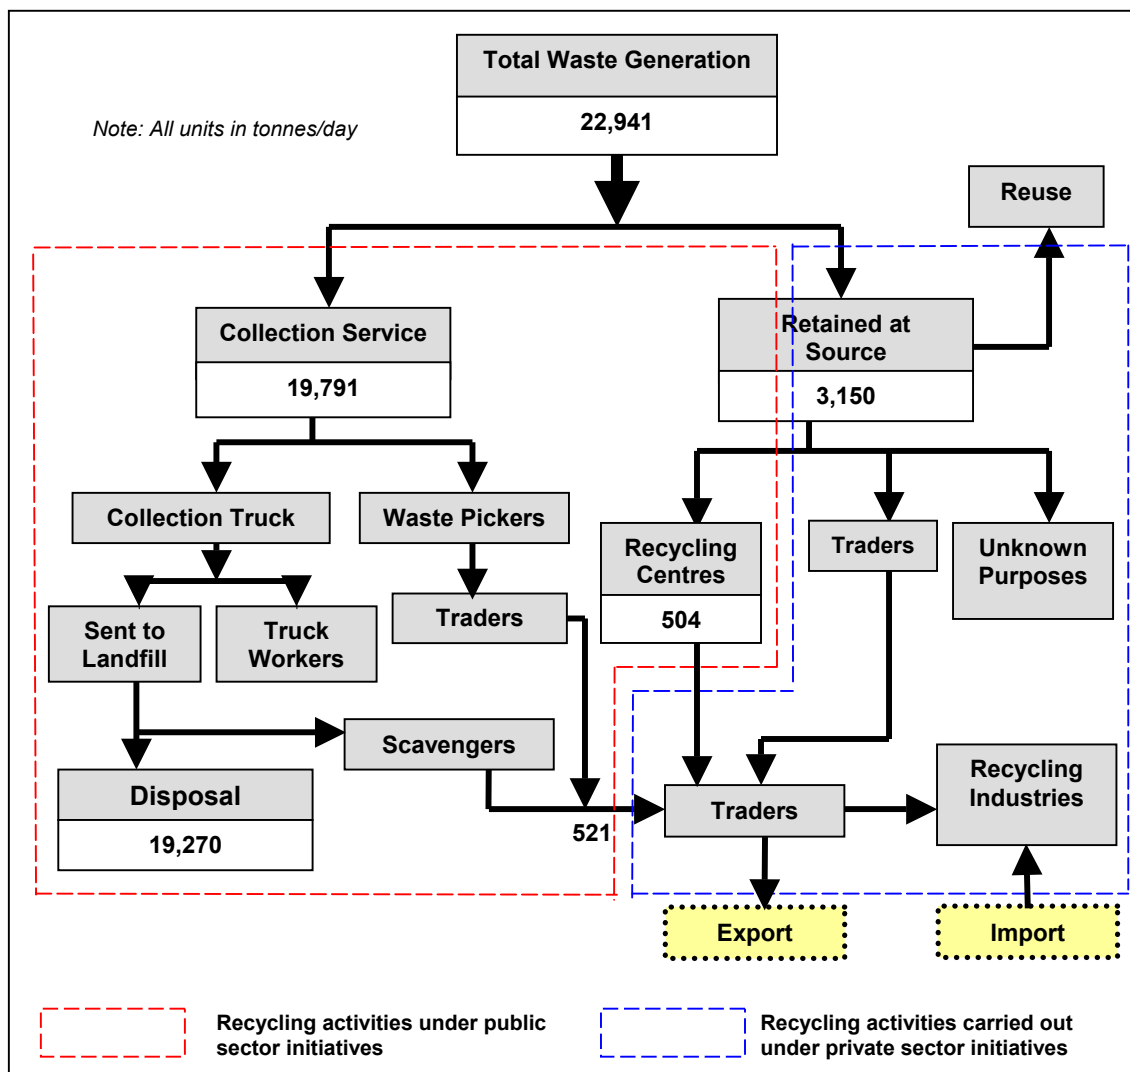 Total Waste Generation
22,941
Note: All units in tonnes/day
Reuse
Collection Service
19,791
Retained at
Source
3,150
Collection Truck
Waste Pickers
Recycling
Centres
504
Traders
Unknown
Purposes
Sent to
Landfill
Truck
Workers
Traders
Scavengers
Disposal
19,270
521
Traders
Recycling
Industries
Export
Import
Recycling activities under public
sector initiatives
Recycling activities carried out
under private sector initiatives